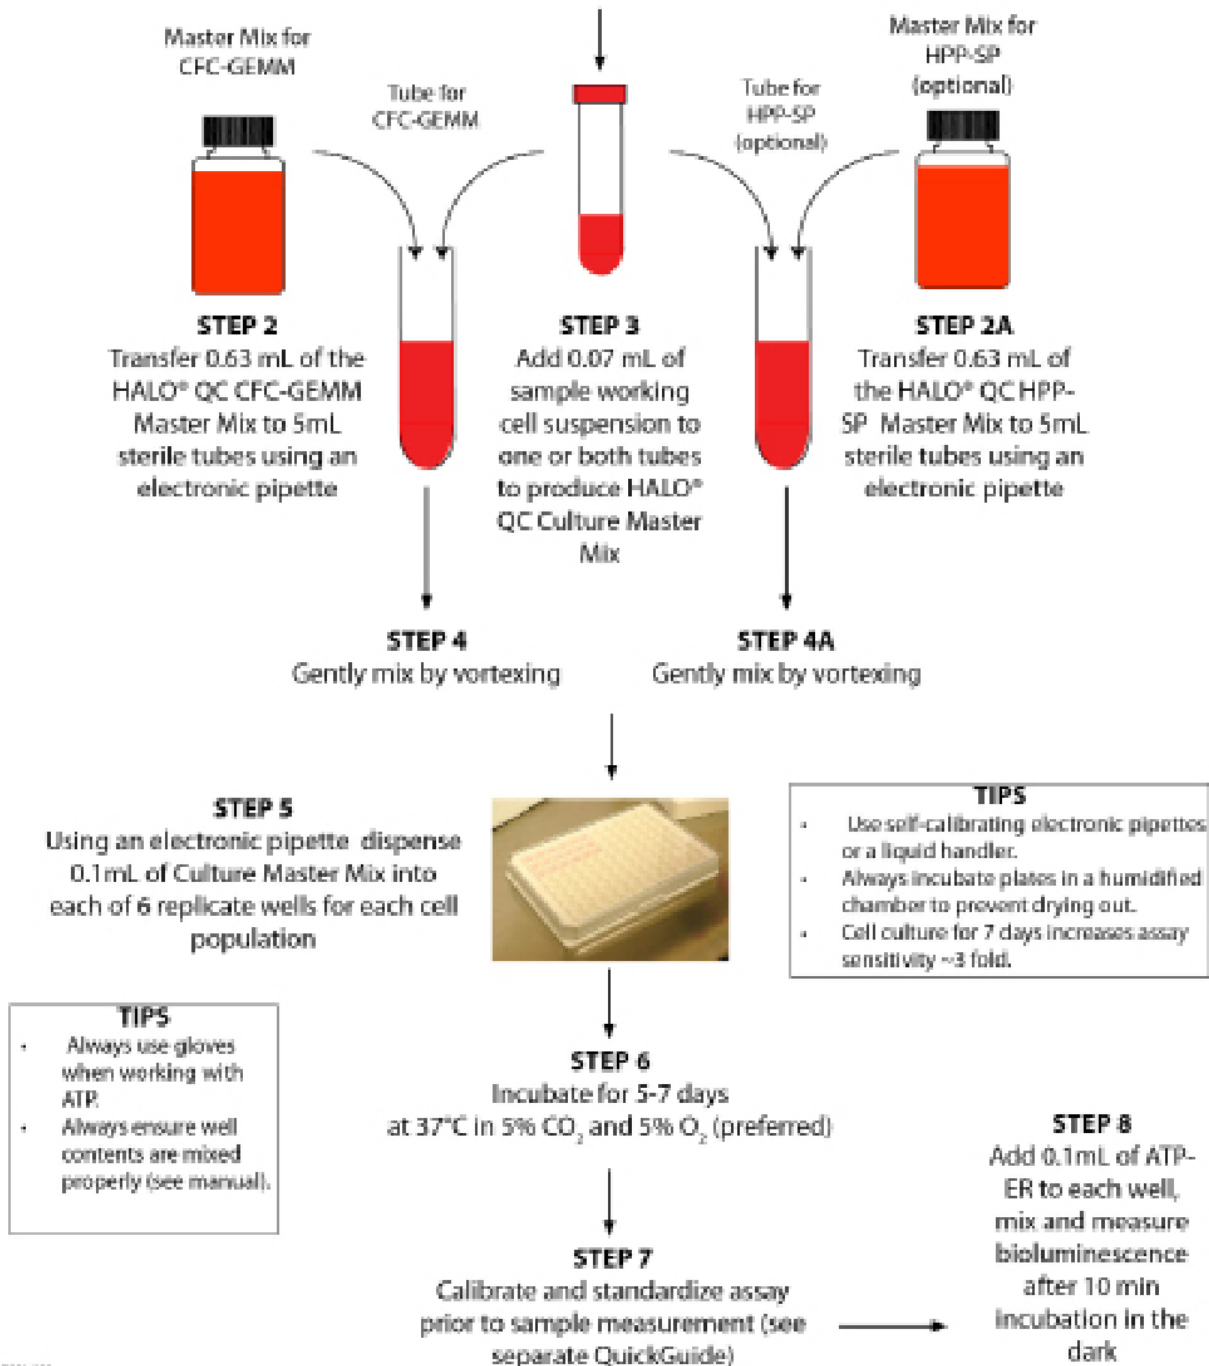 Master Mix for
CFC-GEMM
Tube for
CFC-GEMM
Tube for
HPP-SP
(optional)
Master Mix for
HPP-SP
(optional)
STEP 2
Transfer 0.63 mL of the
HALO® QC CFC-GEMM
Master Mix to 5mL
sterile tubes using an
electronic pipette
STEP 3
Add 0.07 mL of
sample working
cell suspension to
one or both tubes
to produce HALO®
QC Culture Master
Mix
STEP 2A
Transfer 0.63 mL of
the HALO® QC HPP-
SP Master Mix to 5mL
sterile tubes using an
electronic pipette
STEP 4
Gently mix by vortexing
STEP 4A
Gently mix by vortexing
STEP 5
Using an electronic pipette dispense
0.1mL of Culture Master Mix into
each of 6 replicate wells for each cell
population
TIPS
• Use self-calibrating electronic pipettes
or a liquid handler.
• Always incubate plates in a humidified
chamber to prevent drying out.
• Cell culture for 7 days increases assay
sensitivity ~3 fold.
TIPS
• Always use gloves
when working with
ATP.
• Always ensure well
contents are mixed
properly (see manual).
STEP 6
Incubate for 5-7 days
at 37°C in 5% CO₂ and 5% O₂ (preferred)
STEP 7
Calibrate and standardize assay
prior to sample measurement (see
separate QuickGuide)
STEP 8
Add 0.1mL of ATP-
ER to each well,
mix and measure
bioluminescence
after 10 min
incubation in the
dark